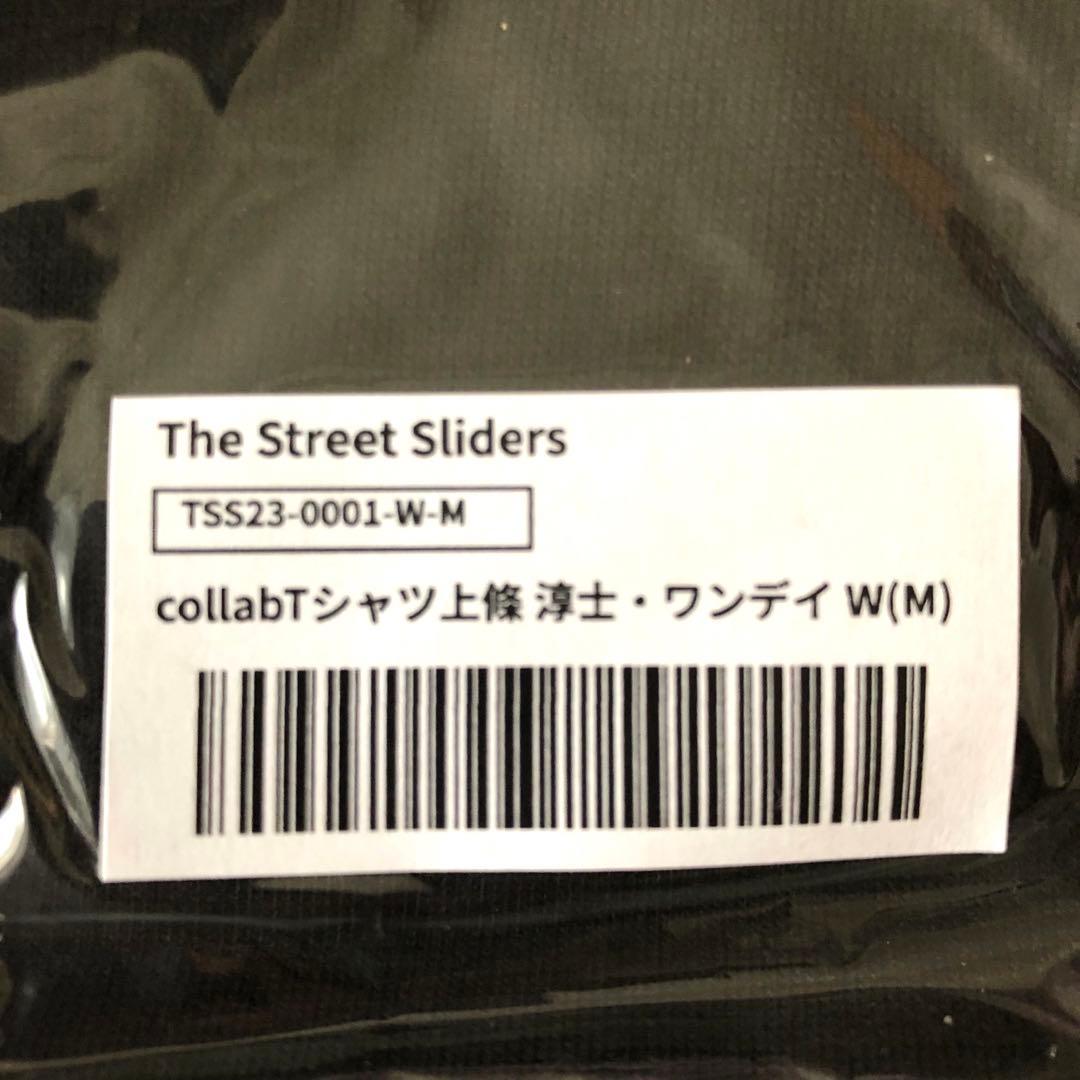 The Street Sliders
TSS23-0001-W-M
collabTシャツ上條 淳士・ワンデイ W(M)